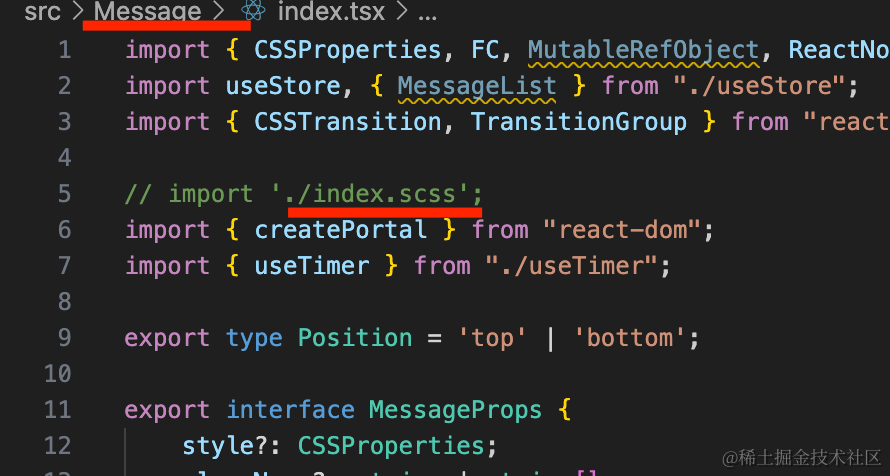 src > Message > index.tsx > ...
1 import { CSSProperties, FC, MutableRefObject, ReactNo
2 import useStore, { MessageList } from "./useStore";
3 import { CSSTransition, TransitionGroup } from "react
4
5 // import './index.scss';
6 import { createPortal } from "react-dom";
7 import { useTimer } from "./useTimer";
8
9 export type Position = 'top' | 'bottom';
10
11 export interface MessageProps {
12 style?: CSSProperties;
@稀土掘金技术社区